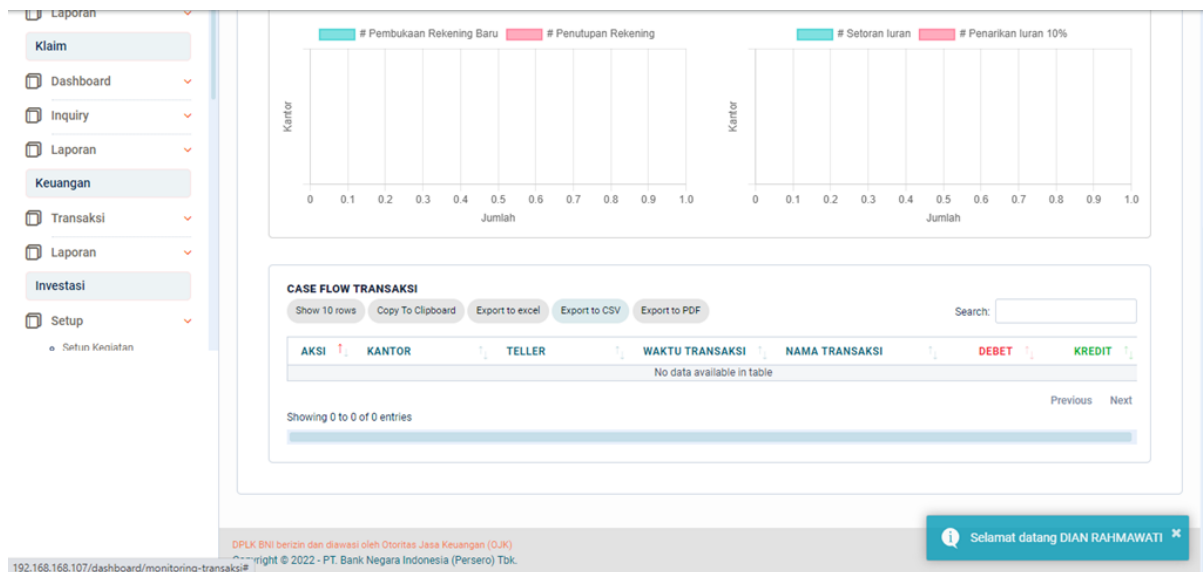 Laporan
Klaim
Dashboard
Inquiry
Laporan
Keuangan
Transaksi
Laporan
Investasi
Setup
Setup Kegiatan
# Pembukaan Rekening Baru # Penutupan Rekening
Kantor
0 0.1 0.2 0.3 0.4 0.5 0.6 0.7 0.8 0.9 1.0
Jumlah
# Setoran Iuran # Penarikan Iuran 10%
Kantor
0 0.1 0.2 0.3 0.4 0.5 0.6 0.7 0.8 0.9 1.0
Jumlah
CASE FLOW TRANSAKSI
Show 10 rows Copy To Clipboard Export to excel Export to CSV Export to PDF Search:
AKSI KANTOR TELLER WAKTU TRANSAKSI NAMA TRANSAKSI DEBET KREDIT
No data available in table
Previous Next
Showing 0 to 0 of 0 entries
Selamat datang DIAN RAHMAWATI ×
DPLK BNI berizin dan diawasi oleh Otoritas Jasa Keuangan (OJK)
Copyright © 2022 - PT. Bank Negara Indonesia (Persero) Tbk.
192.168.168.107/dashboard/monitoring-transaksi#